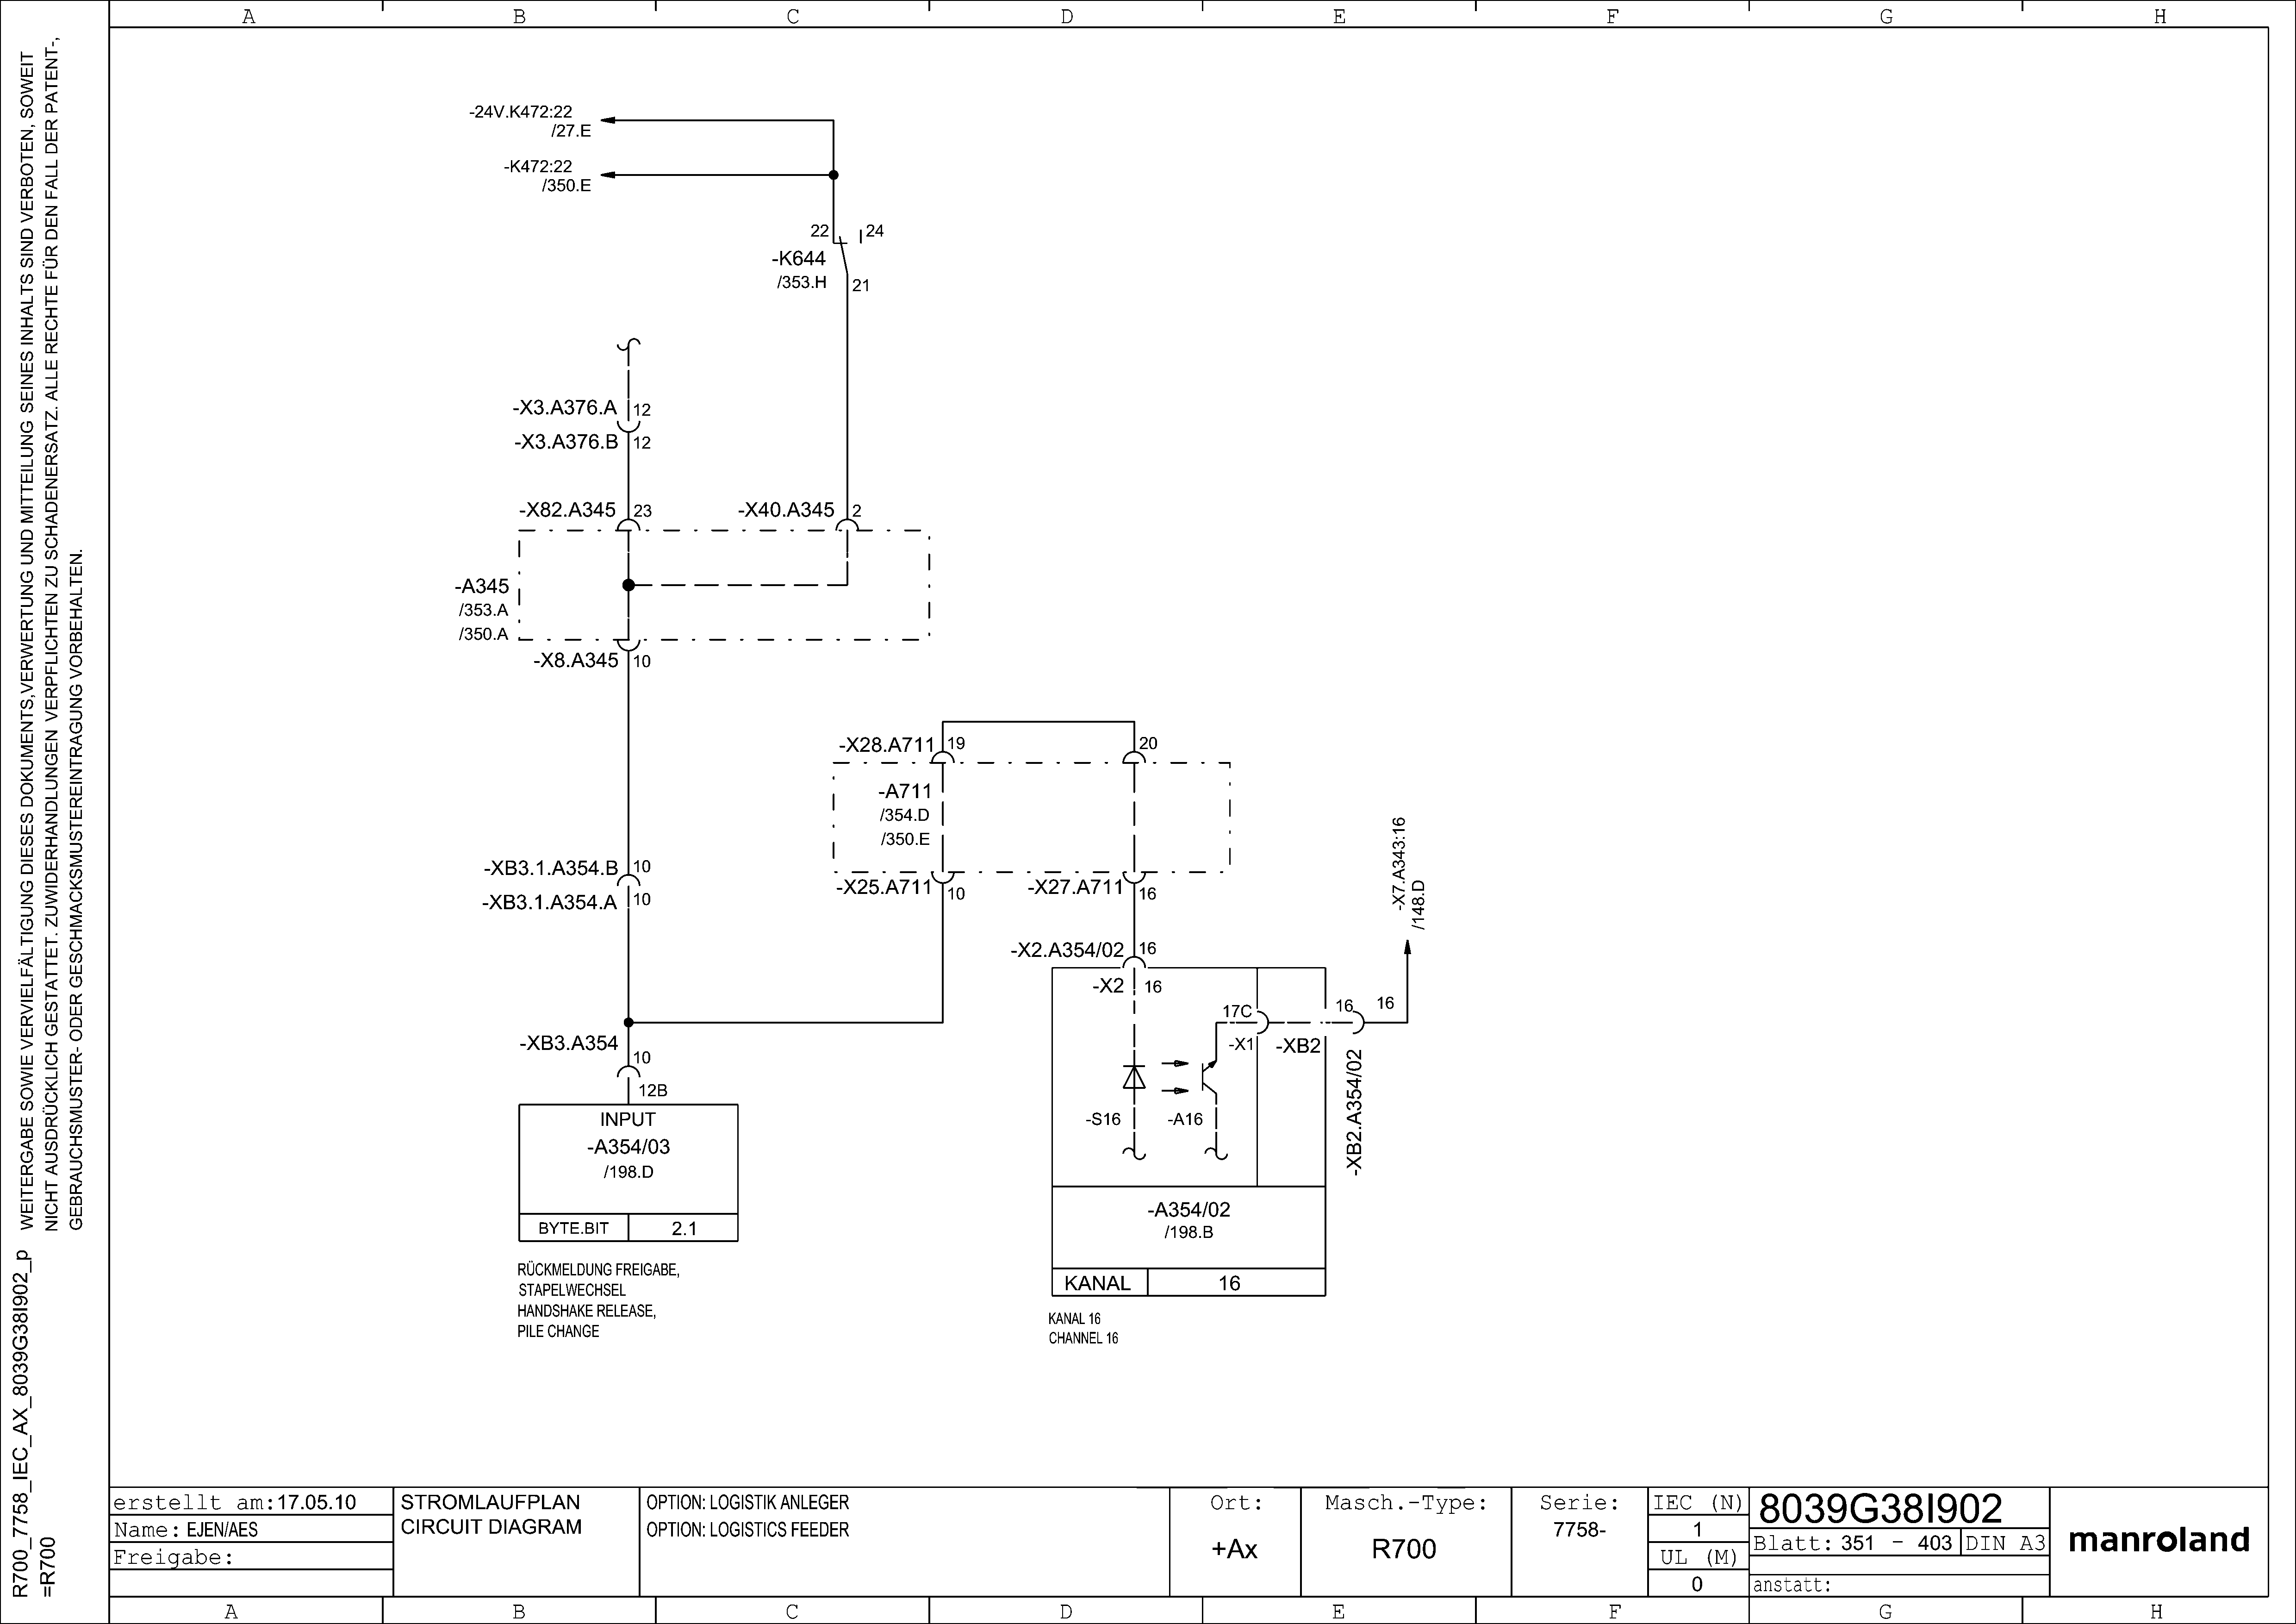 A B C D E F G H
WEITERGABE SOWIE VERVIELFÄLTIGUNG DIESES DOKUMENTS,VERWERTUNG UND MITTEILUNG SEINES INHALTS SIND VERBOTEN, SOWEIT
NICHT AUSDRÜCKLICH GESTATTET. ZUWIDERHANDLUNGEN VERPFLICHTEN ZU SCHADENERSATZ. ALLE RECHTE FÜR DEN FALL DER PATENT-,
GEBRAUCHSMUSTER- ODER GESCHMACKSMUSTEREINTRAGUNG VORBEHALTEN.
R700_7758_IEC_AX_8039G38I902_p
=R700
-24V.K472:22
/27.E
-K472:22
/350.E
22
24
-K644
/353.H
21
-X3.A376.A
12
-X3.A376.B
12
-X82.A345
23
-X40.A345
2
-A345
/353.A
/350.A
-X8.A345
10
-X28.A711
19
20
-A711
/354.D
/350.E
-X25.A711
10
-X27.A711
16
-XB3.1.A354.B
10
-XB3.1.A354.A
10
-X7.A343:16
/148.D
-X2.A354/02
16
-X2
16
17C
16
16
-X1
-XB2
-XB2.A354/02
-S16
-A16
-XB3.A354
10
12B
INPUT
-A354/03
/198.D
BYTE.BIT
2.1
RÜCKMELDUNG FREIGABE,
STAPELWECHSEL
HANDSHAKE RELEASE,
PILE CHANGE
-A354/02
/198.B
KANAL
16
KANAL 16
CHANNEL 16
erstellt am:17.05.10
Name: EJEN/AES
Freigabe:
STROMLAUFPLAN
CIRCUIT DIAGRAM
OPTION: LOGISTIK ANLEGER
OPTION: LOGISTICS FEEDER
Ort:
+Ax
Masch.-Type:
R700
Serie:
7758-
IEC (N)
1
UL (M)
0
8039G38I902
Blatt: 351 - 403
DIN A3
anstatt:
manroland
A B C D E F G H